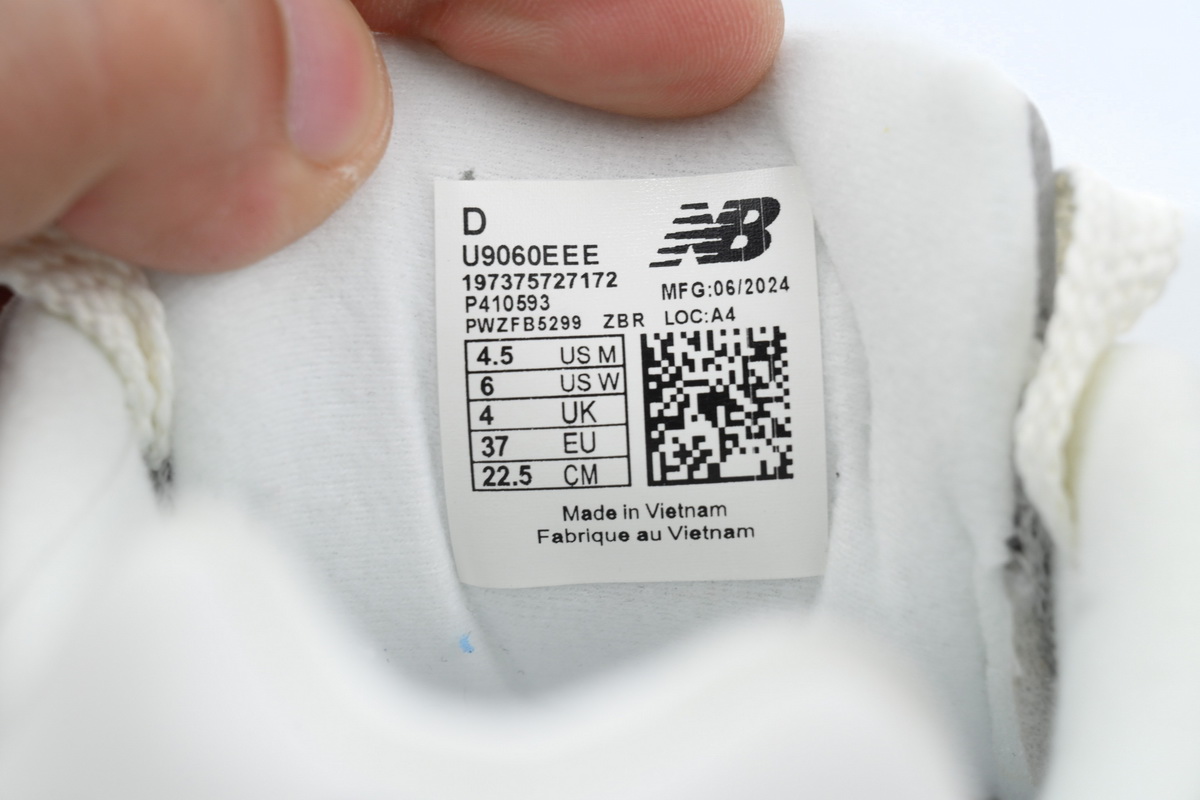 D
NB
U9060EEE
197375727172
MFG:06/2024
P410593
PWZFB5299 ZBR LOC:A4
4.5 US M
6 US W
4 UK
37 EU
22.5 CM
Made in Vietnam
Fabrique au Vietnam